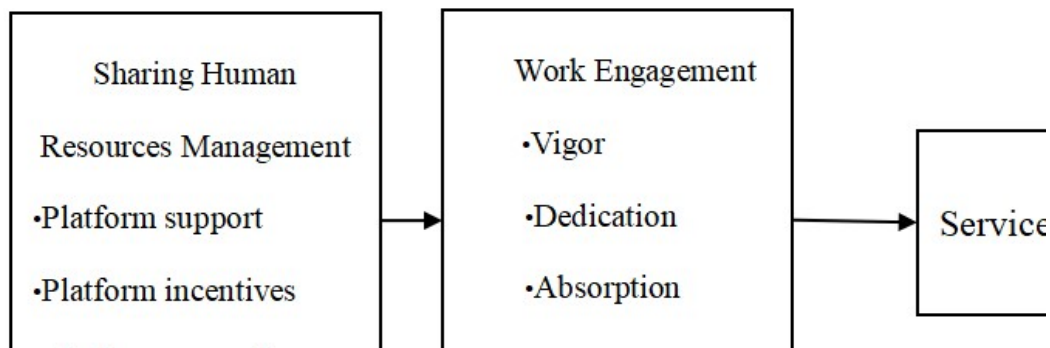 Sharing Human
Resources Management
•Platform support
•Platform incentives
Work Engagement
•Vigor
•Dedication
•Absorption
Service